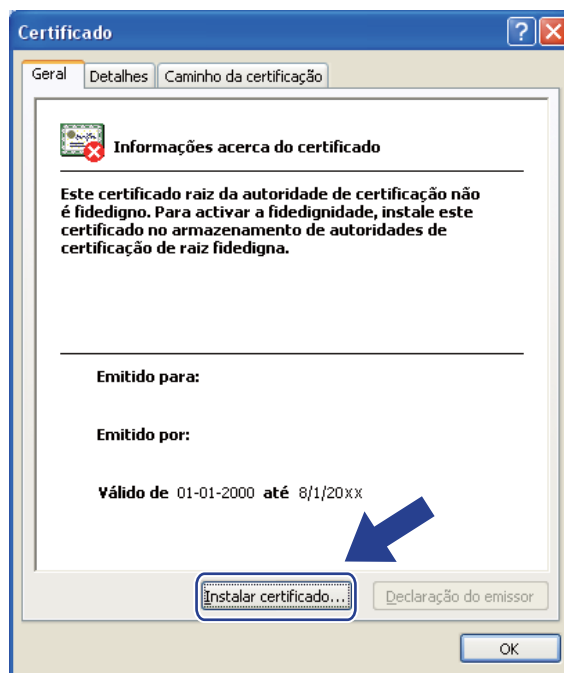 Certificado
Geral Detalhes Caminho da certificação
Informações acerca do certificado
Este certificado raiz da autoridade de certificação não
é fidedigno. Para activar a fidedignidade, instale este
certificado no armazenamento de autoridades de
certificação de raiz fidedigna.
Emitido para:
Emitido por:
Válido de 01-01-2000 até 8/1/20xx
Instalar certificado...
Declaração do emissor
OK